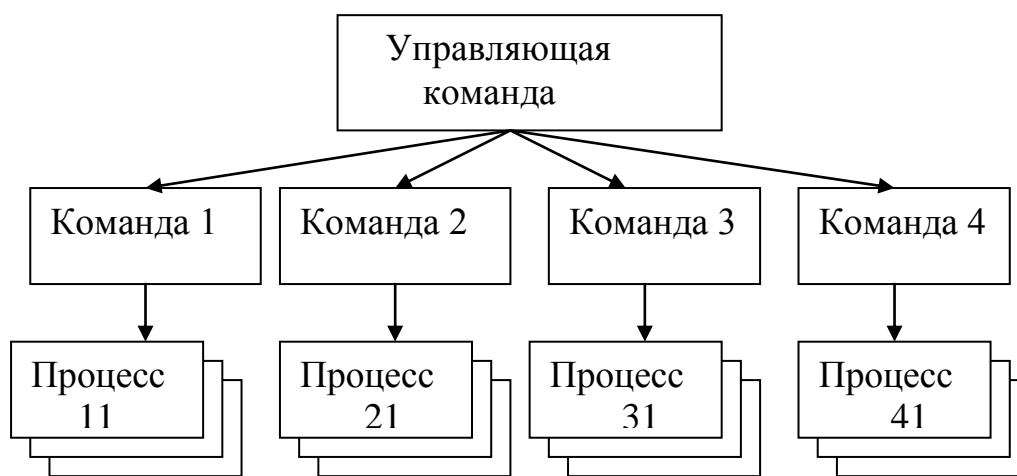 Управляющая
команда
Команда 1
Команда 2
Команда 3
Команда 4
Процесс
11
Процесс
21
Процесс
31
Процесс
41